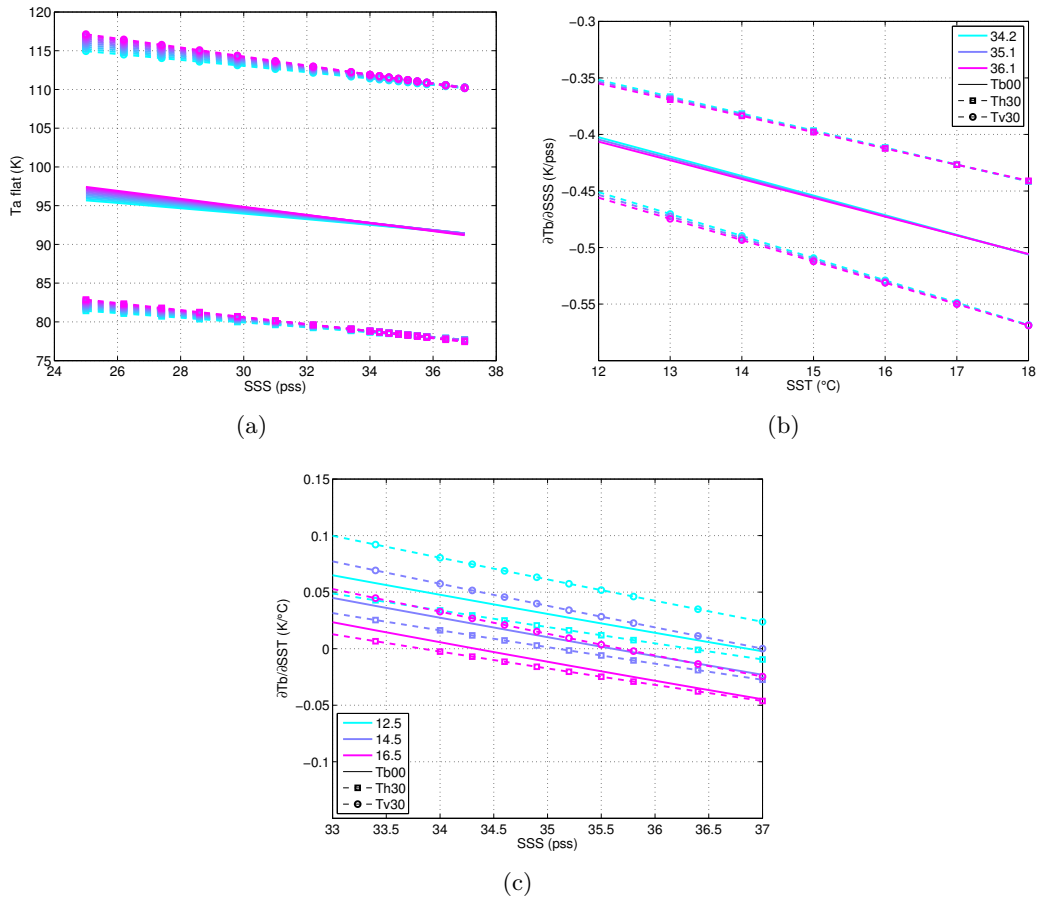 120
115
110
105
100
95
90
85
80
75
Ta flat (K)
24 26 28 30 32 34 36 38
SSS (pss)
(a)
−0.3
−0.35
−0.4
−0.45
−0.5
−0.55
∂Tb/∂SSS (K/pss)
34.2
35.1
36.1
Tb00
Th30
Tv30
12 13 14 15 16 17 18
SST (°C)
(b)
0.15
0.1
0.05
0
−0.05
−0.1
∂Tb/∂SST (K/°C)
12.5
14.5
16.5
Tb00
Th30
Tv30
33 33.5 34 34.5 35 35.5 36 36.5 37
SSS (pss)
(c)